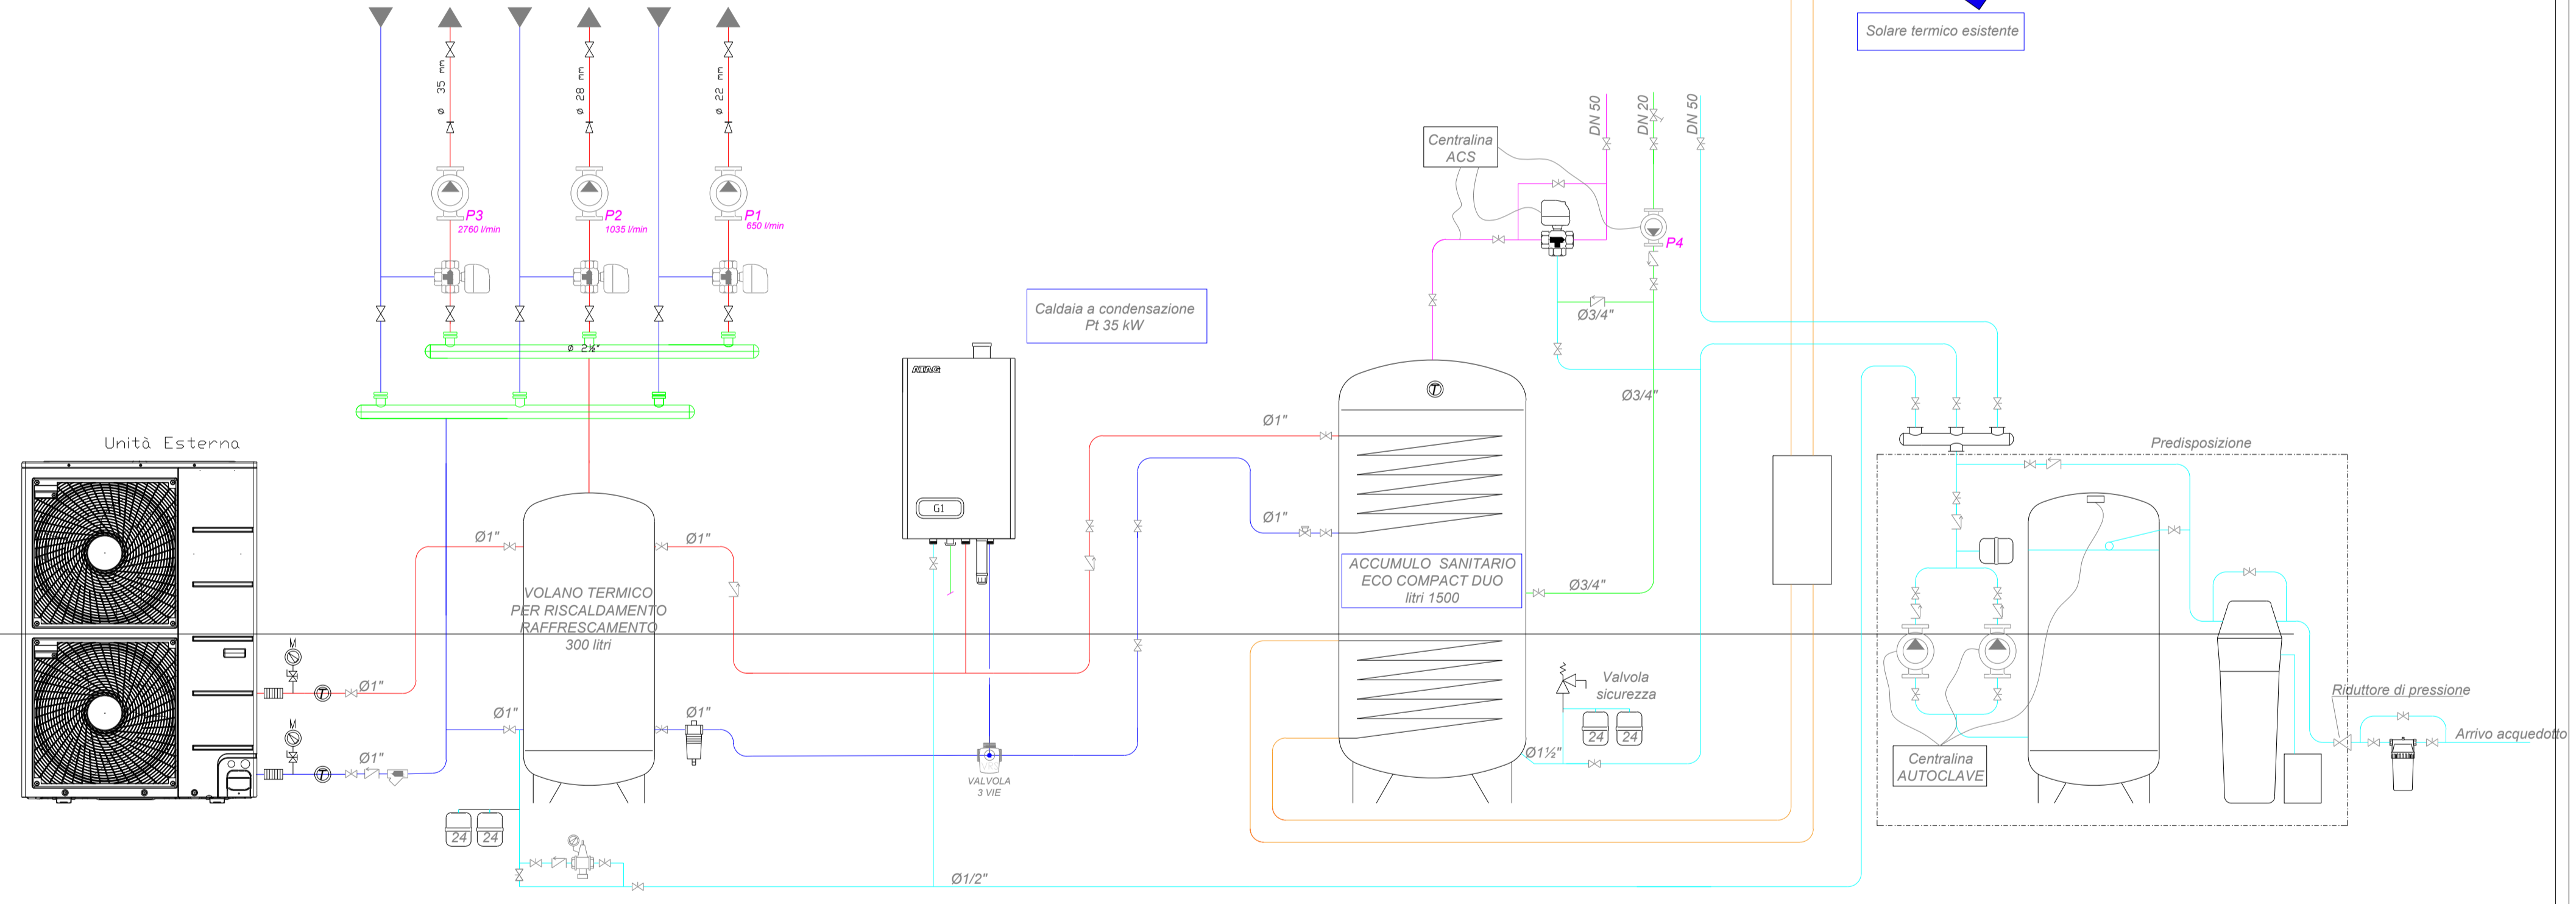 Solare termico esistente
ø 35 mm
ø 28 mm
ø 22 mm
P3
2760 l/min
P2
1035 l/min
P1
650 l/min
DN 50
DN 20
DN 50
Centralina
ACS
P4
Caldaia a condensazione
Pt 35 kW
Ø3/4"
ø 2½"
ATAG
T
Ø3/4"
Ø1"
Unità Esterna
Predisposizione
G1
Ø1"
Ø1"
Ø1"
ACCUMULO SANITARIO
ECO COMPACT DUO
litri 1500
Ø3/4"
VOLANO TERMICO
PER RISCALDAMENTO
RAFFRESCAMENTO
300 litri
M
T
Ø1"
Valvola
sicurezza
Riduttore di pressione
Ø1"
Ø1"
M
24
24
Arrivo acquedotto
Ø1½"
T
Ø1"
VALVOLA
3 VIE
Centralina
AUTOCLAVE
24
24
Ø1/2"